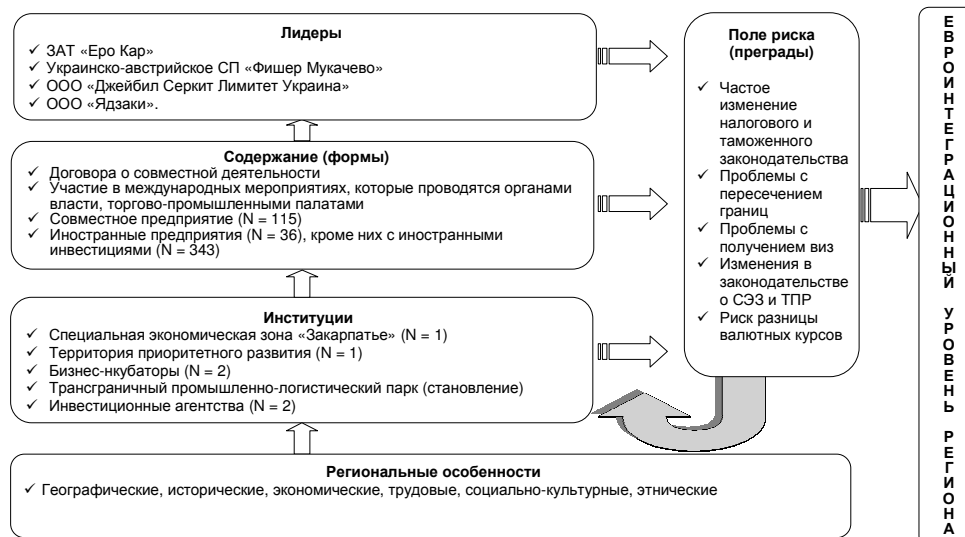 Лидеры
✓ ЗАТ «Еро Кар»
✓ Украинско-австрийское СП «Фишер Мукачево»
✓ ООО «Джейбил Серкит Лимитет Украина»
✓ ООО «Ядзаки».
Содержание (формы)
✓ Договора о совместной деятельности
✓ Участие в международных мероприятиях, которые проводятся органами
власти, торгово-промышленными палатами
✓ Совместное предприятие (N = 115)
✓ Иностранные предприятия (N = 36), кроме них с иностранными
инвестициями (N = 343)
Институции
✓ Специальная экономическая зона «Закарпатье» (N = 1)
✓ Территория приоритетного развития (N = 1)
✓ Бизнес-нкубаторы (N = 2)
✓ Трансграничный промышленно-логистический парк (становление)
✓ Инвестиционные агентства (N = 2)
Региональные особенности
✓ Географические, исторические, экономические, трудовые, социально-культурные, этнические
Поле риска
(преграды)
✓ Частое
изменение
налогового и
таможенного
законодательства
✓ Проблемы с
пересечением
границ
✓ Проблемы с
получением виз
✓ Изменения в
законодательстве
о СЭЗ и ТПР
✓ Риск разницы
валютных курсов
ЕВРОИНТЕГРАЦИОННЫЙ УРОВЕНЬ РЕГИОНА